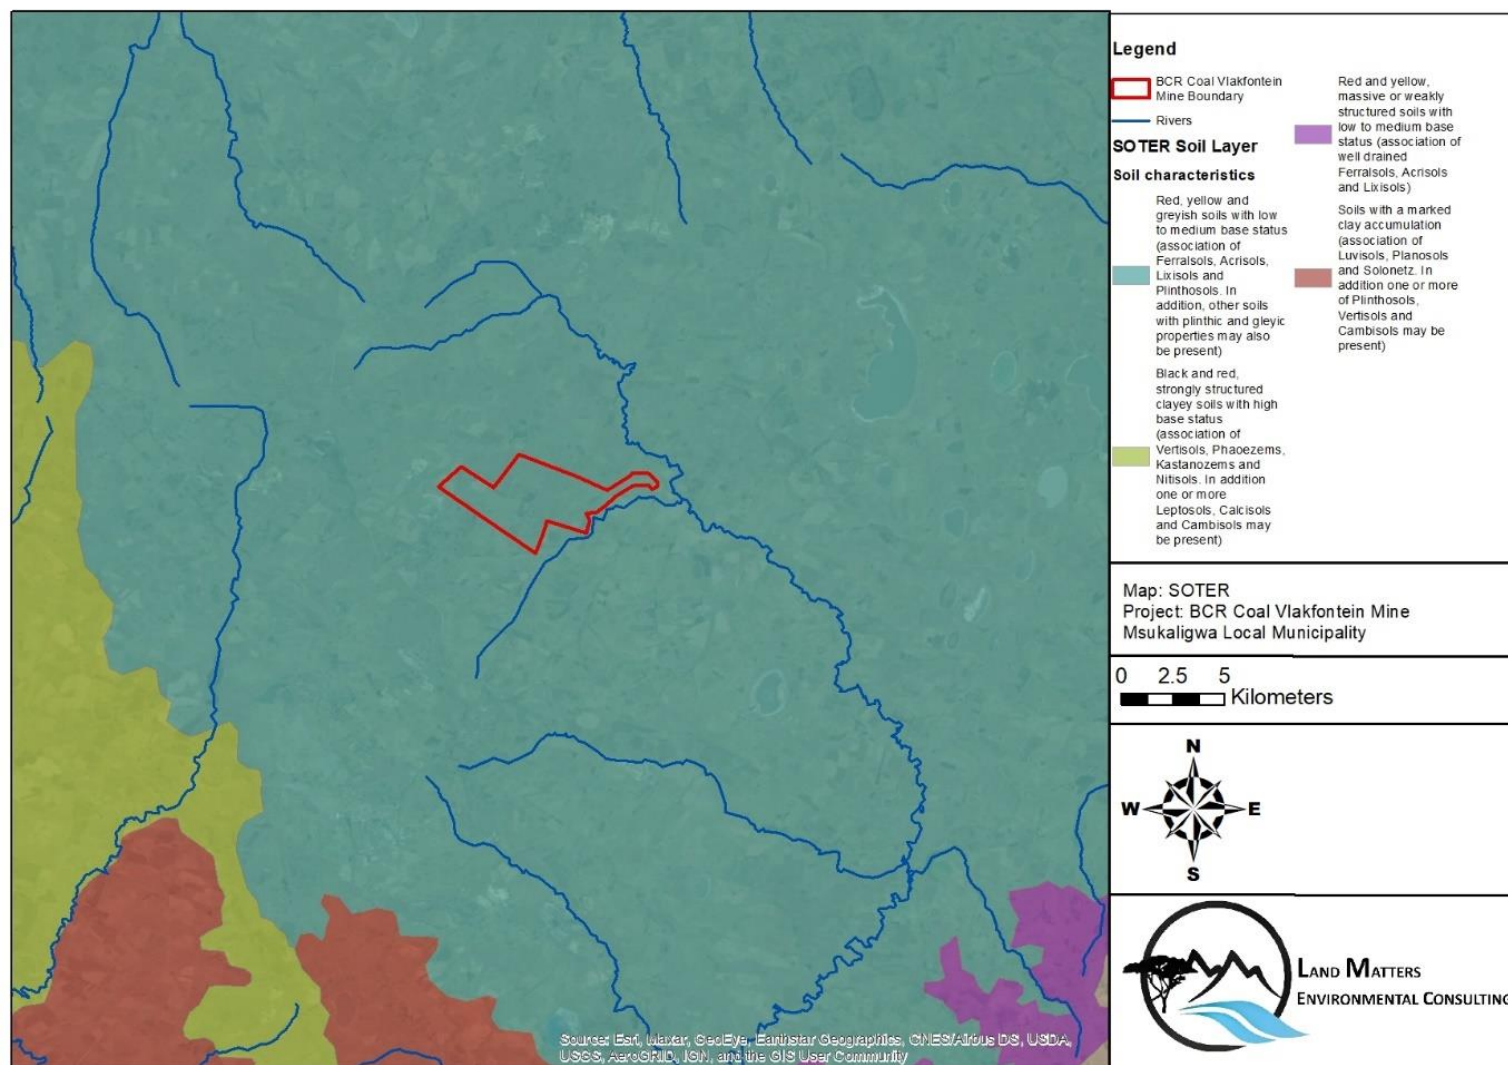 Legend
BCR Coal Vlakfontein
Mine Boundary
Rivers
SOTER Soil Layer
Soil characteristics
Red, yellow and
greyish soils with low
to medium base status
(association of
Ferralsols, Acrisols,
Lixisols and
Plinthosols. In
addition, other soils
with plinthic and gleyic
properties may also
be present)
Black and red,
strongly structured
clayey soils with high
base status
(association of
Vertisols, Phaoezems,
Kastanozems and
Nitisols. In addition
one or more
Leptosols, Calcisols
and Cambisols may
be present)
Red and yellow,
massive or weakly
structured soils with
low to medium base
status (association of
well drained
Ferralsols, Acrisols
and Lixisols)
Soils with a marked
clay accumulation
(association of
Luvisols, Planosols
and Solonetz. In
addition one or more
of Plinthosols,
Vertisols and
Cambisols may be
present)
Map: SOTER
Project: BCR Coal Vlakfontein Mine
Msukaligwa Local Municipality
0 2.5 5
Kilometers
N
W E
S
LAND MATTERS
ENVIRONMENTAL CONSULTING
Source: Esri, Maxar, GeoEye, Earthstar Geographics, CNES/Airbus DS, USDA,
USGS, AeroGRID, IGN, and the GIS User Community